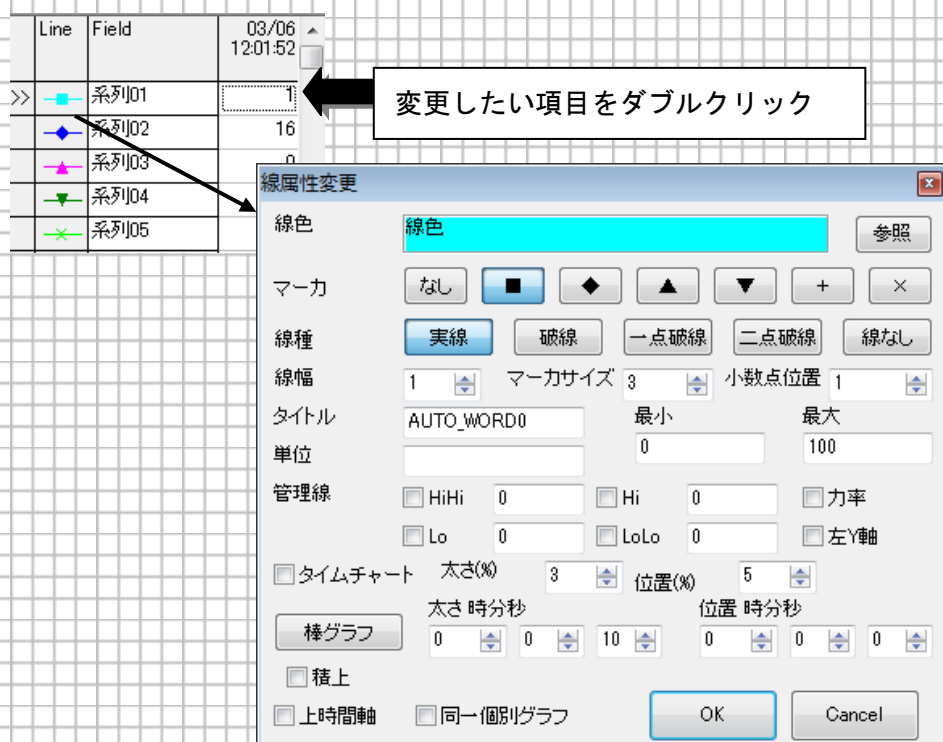 Line Field 03/06
12:01:52
>> 系列01 1
系列02 16
系列03
系列04
系列05
変更したい項目をダブルクリック
線属性変更
線色 線色 参照
マーカ なし ■ ◆ ▲ ▼ + ×
線種 実線 破線 一点破線 二点破線 線なし
線幅 1 マーカサイズ 3 小数点位置 1
タイトル AUTO_WORD0 最小 最大
0 100
単位
管理線 HiHi 0 Hi 0 力率
Lo 0 LoLo 0 左Y軸
タイムチャート 太さ(%) 3 位置(%) 5
太さ 時分秒 位置 時分秒
棒グラフ 0 0 10 0 0 0
積上
上時間軸 同一個別グラフ OK Cancel